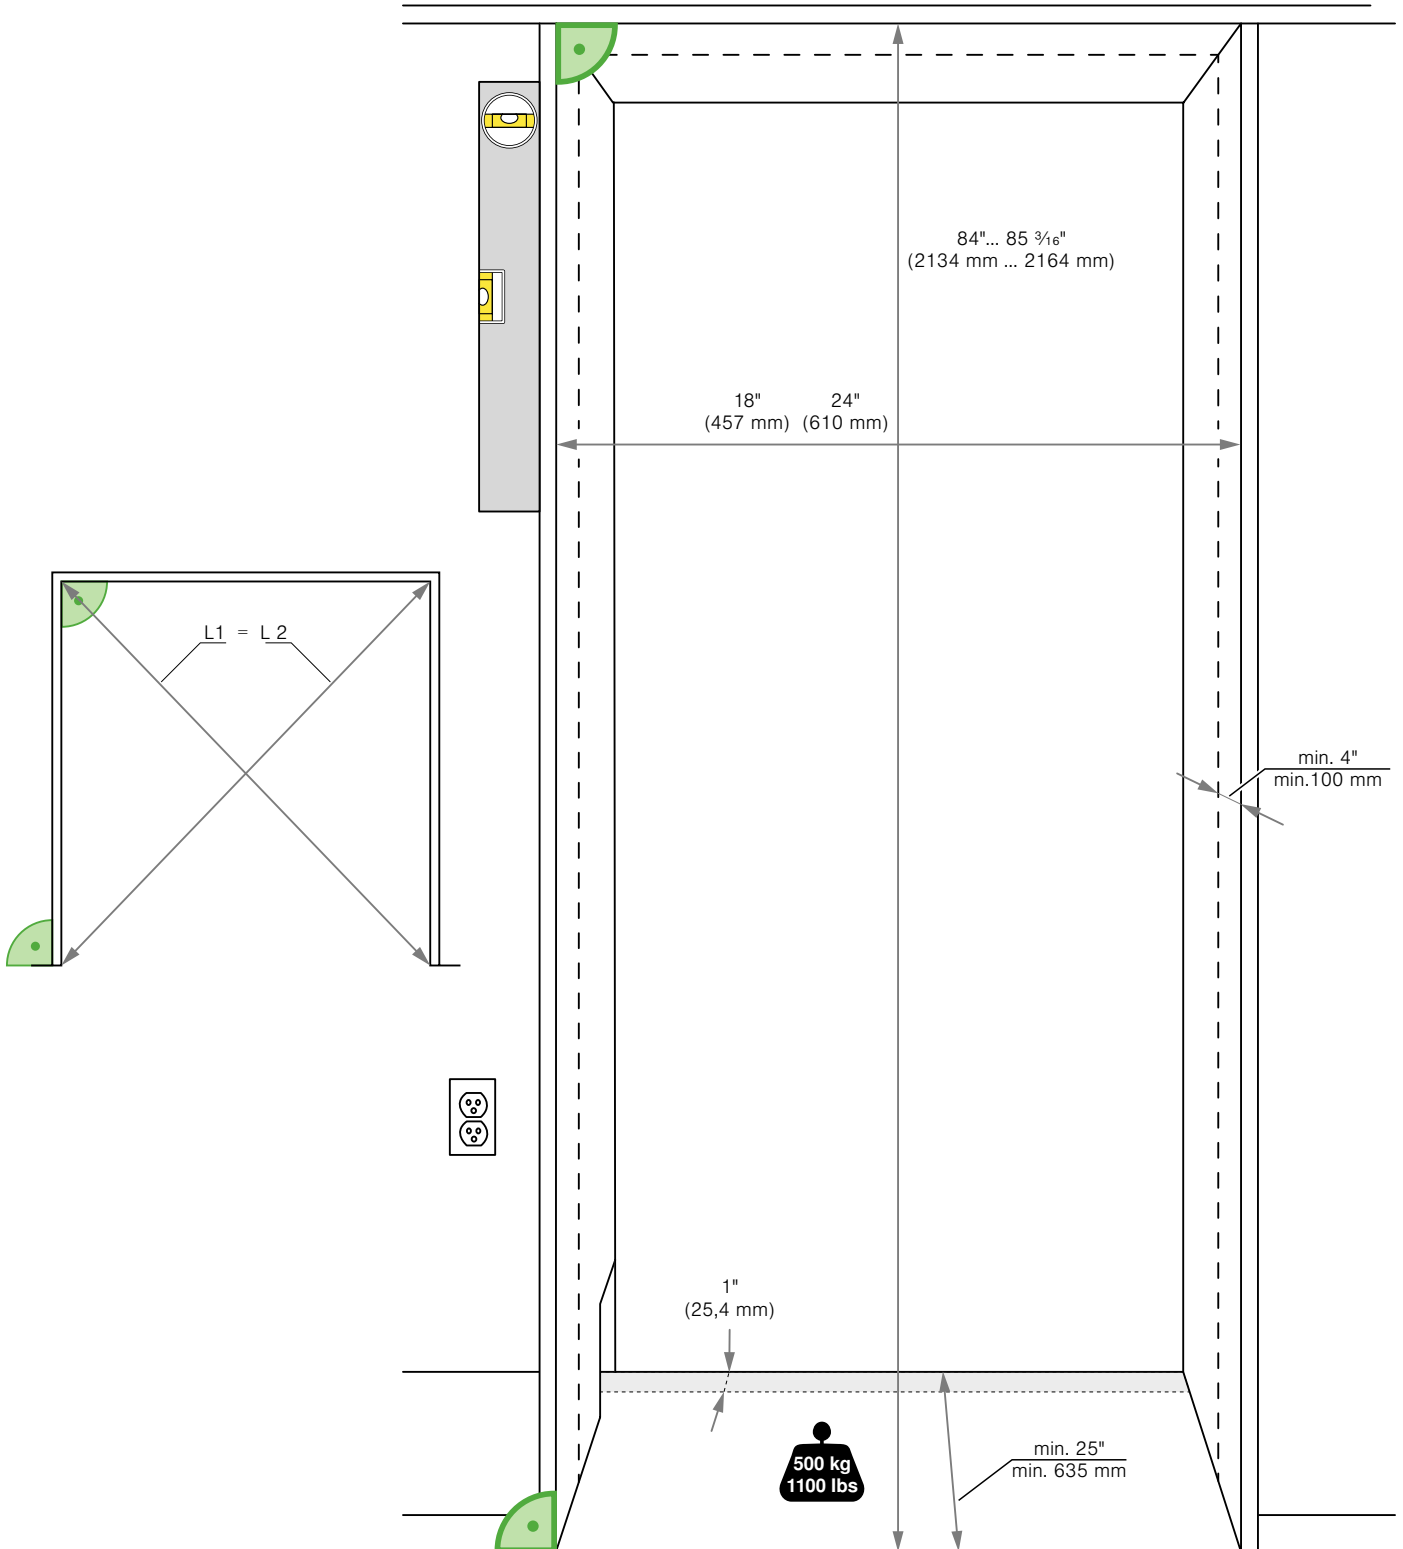 84"... 85 ³⁄₁₆"
(2134 mm ... 2164 mm)
18" 24"
(457 mm) (610 mm)
L1 = L 2
min. 4"
min.100 mm
1"
(25,4 mm)
min. 25"
min. 635 mm
500 kg
1100 lbs